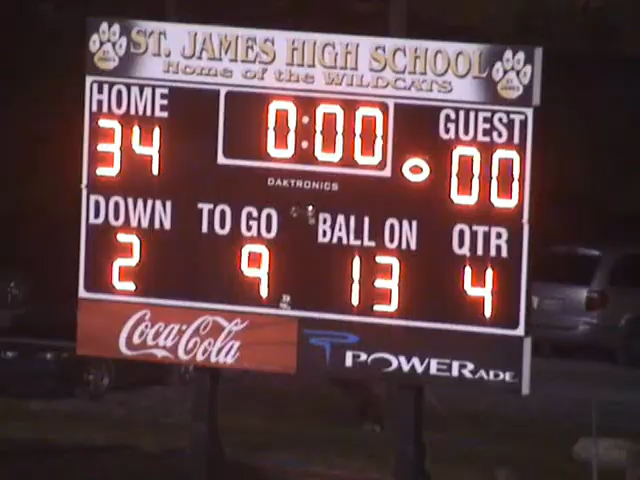 ST. JAMES HIGH SCHOOL
Home of the WILDCATS
HOME 0:00 GUEST
34 00
DAKTRONICS
DOWN TO GO BALL ON QTR
2 9 13 4
Coca-Cola POWERADE